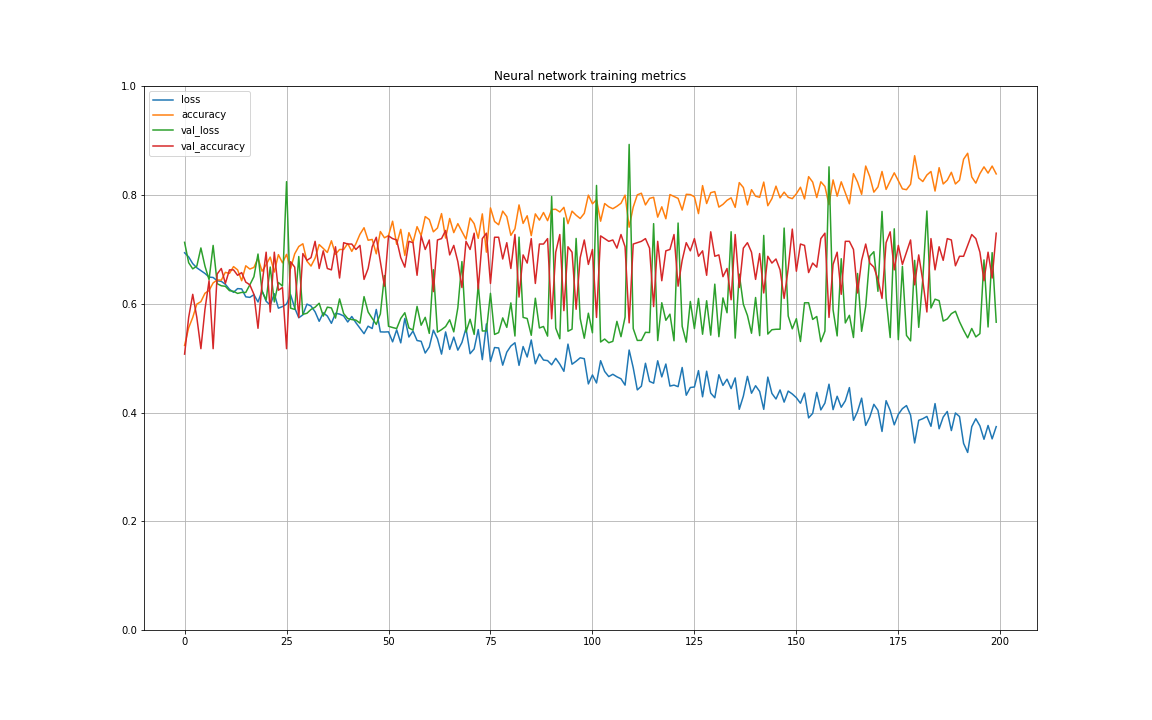 Neural network training metrics
loss
accuracy
val_loss
val_accuracy
1.0
0.8
0.6
0.4
0.2
0.0
0 25 50 75 100 125 150 175 200